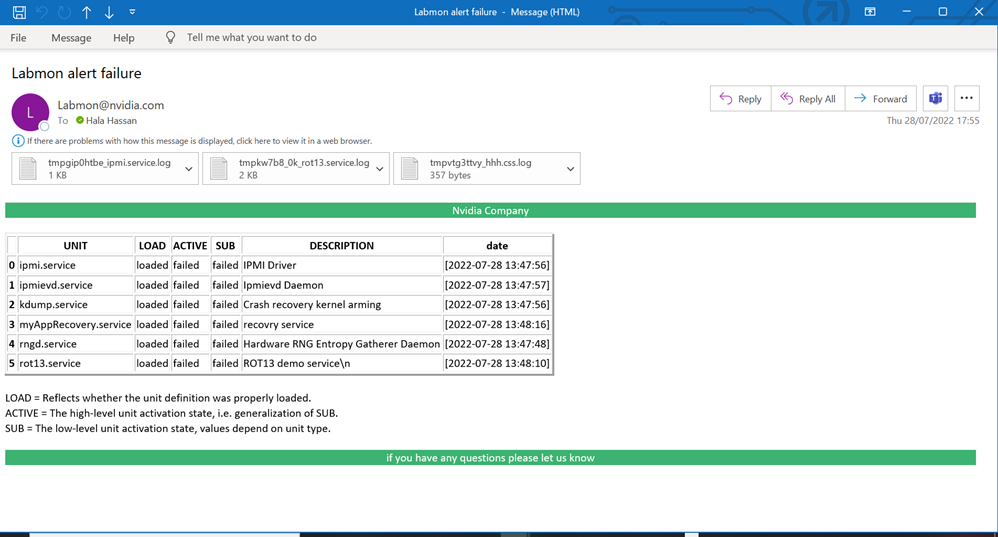 Labmon alert failure - Message (HTML)
File Message Help Tell me what you want to do
Labmon alert failure
L
Labmon@nvidia.com
To Hala Hassan
Reply Reply All Forward
Thu 28/07/2022 17:55
If there are problems with how this message is displayed, click here to view it in a web browser.
tmpgip0htbe_ipmi.service.log
1 KB
tmpkw7b8_0k_rot13.service.log
2 KB
tmpvtg3ttvy_hhh.css.log
357 bytes
Nvidia Company
UNIT LOAD ACTIVE SUB DESCRIPTION date
0 ipmi.service loaded failed failed IPMI Driver [2022-07-28 13:47:56]
1 ipmievd.service loaded failed failed Ipmievd Daemon [2022-07-28 13:47:57]
2 kdump.service loaded failed failed Crash recovery kernel arming [2022-07-28 13:47:56]
3 myAppRecovery.service loaded failed failed recovry service [2022-07-28 13:48:16]
4 rngd.service loaded failed failed Hardware RNG Entropy Gatherer Daemon [2022-07-28 13:47:48]
5 rot13.service loaded failed failed ROT13 demo service\n [2022-07-28 13:48:10]
LOAD = Reflects whether the unit definition was properly loaded.
ACTIVE = The high-level unit activation state, i.e. generalization of SUB.
SUB = The low-level unit activation state, values depend on unit type.
if you have any questions please let us know